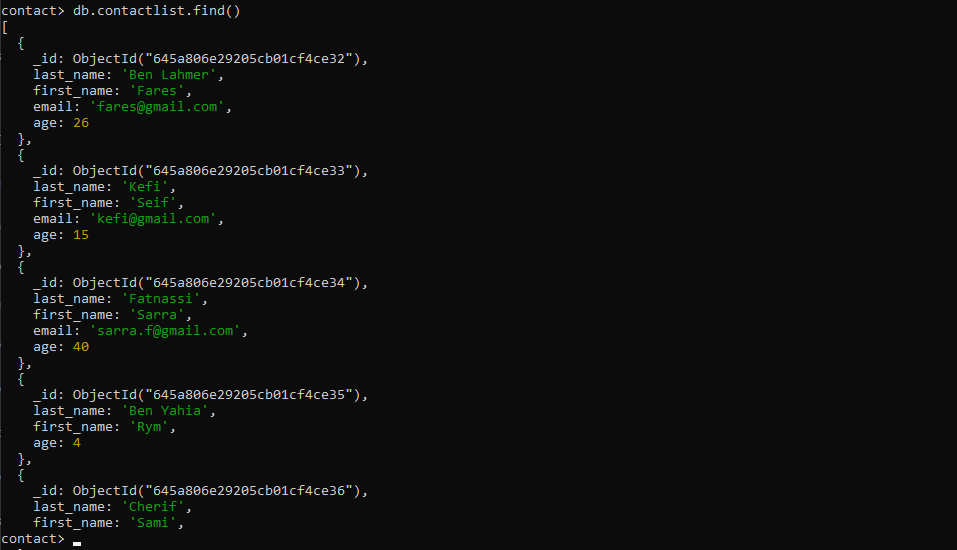 contact> db.contactlist.find()
[
  {
    _id: ObjectId("645a806e29205cb01cf4ce32"),
    last_name: 'Ben Lahmer',
    first_name: 'Fares',
    email: 'fares@gmail.com',
    age: 26
  },
  {
    _id: ObjectId("645a806e29205cb01cf4ce33"),
    last_name: 'Kefi',
    first_name: 'Seif',
    email: 'kefi@gmail.com',
    age: 15
  },
  {
    _id: ObjectId("645a806e29205cb01cf4ce34"),
    last_name: 'Fatnassi',
    first_name: 'Sarra',
    email: 'sarra.f@gmail.com',
    age: 40
  },
  {
    _id: ObjectId("645a806e29205cb01cf4ce35"),
    last_name: 'Ben Yahia',
    first_name: 'Rym',
    age: 4
  },
  {
    _id: ObjectId("645a806e29205cb01cf4ce36"),
    last_name: 'Cherif',
    first_name: 'Sami',
contact>